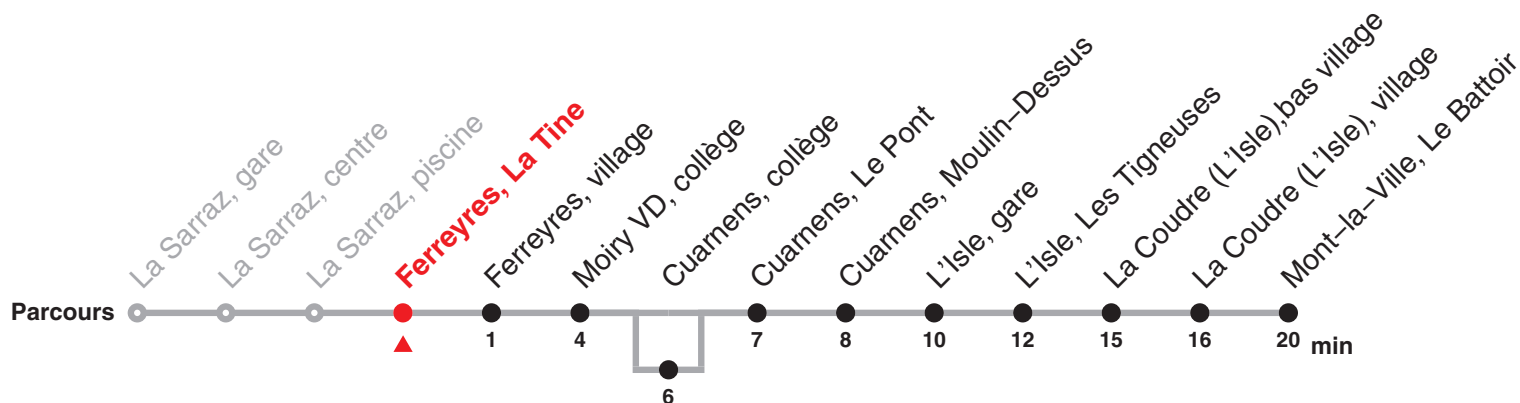 La Sarraz, gare
La Sarraz, centre
La Sarraz, piscine
Ferreyres, La Tine
Ferreyres, village
Moiry VD, collège
Cuarnens, collège
Cuarnens, Le Pont
Cuarnens, Moulin−Dessus
L'Isle, gare
L'Isle, Les Tigneuses
La Coudre (L'Isle),bas village
La Coudre (L'Isle), village
Mont−la−Ville, Le Battoir
Parcours
1 4 7 8 10 12 15 16 20 min
6